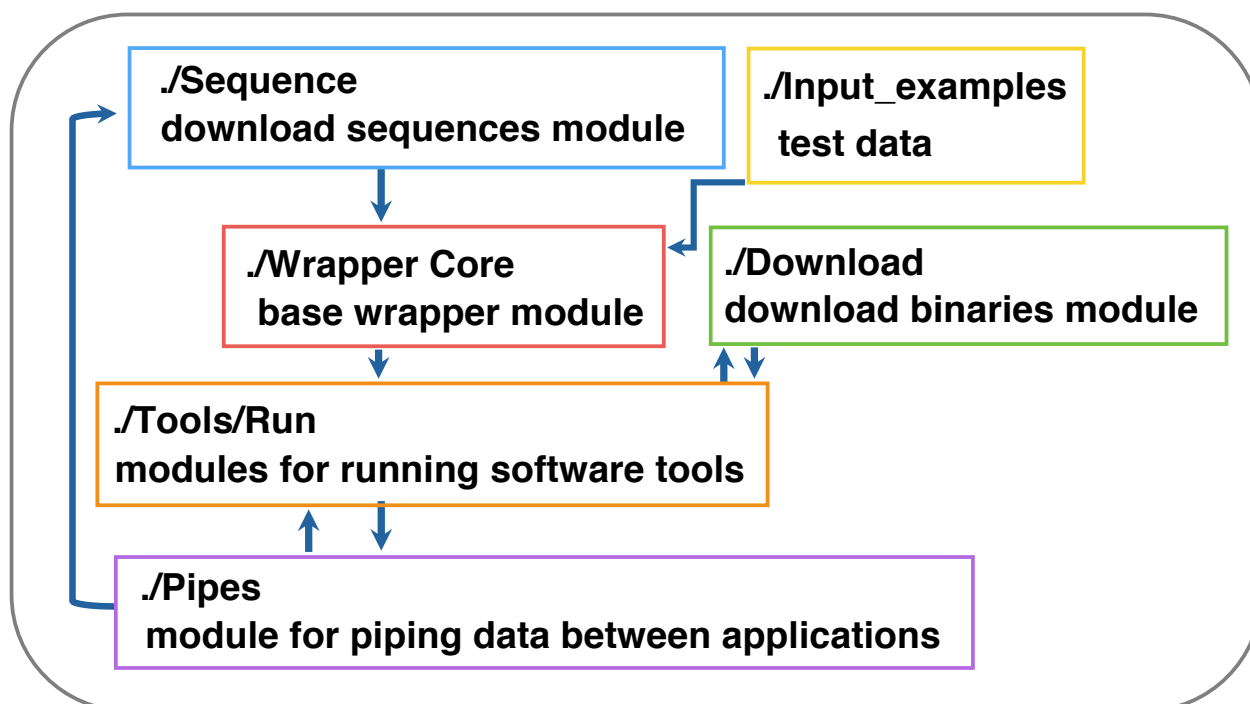 ./Sequence
download sequences module
./Input_examples
test data
./Wrapper Core
base wrapper module
./Download
download binaries module
./Tools/Run
modules for running software tools
./Pipes
module for piping data between applications